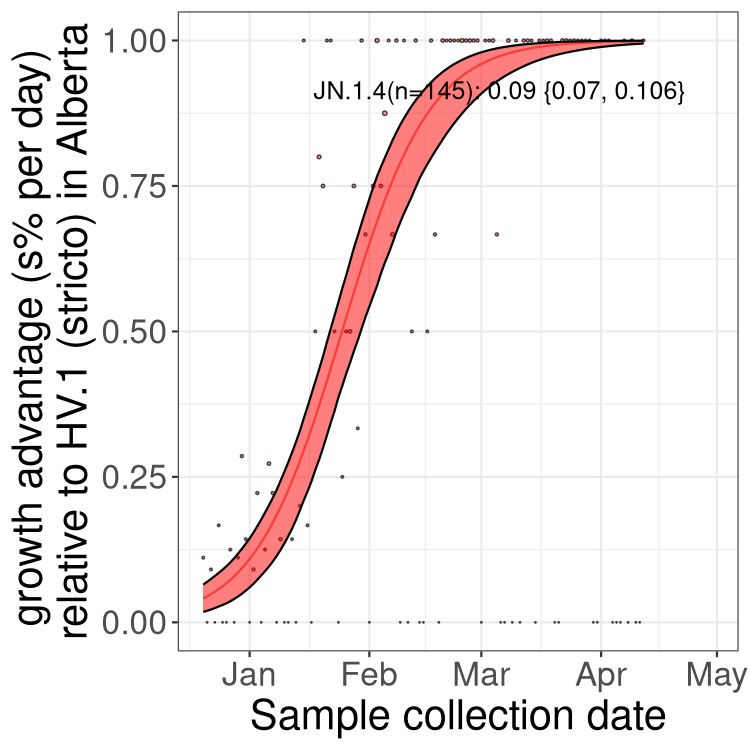 growth advantage (s% per day)
relative to HV.1 (stricto) in Alberta
1.00
0.75
0.50
0.25
0.00
JN.1.4(n=145): 0.09 {0.07, 0.106}
Jan Feb Mar Apr May
Sample collection date